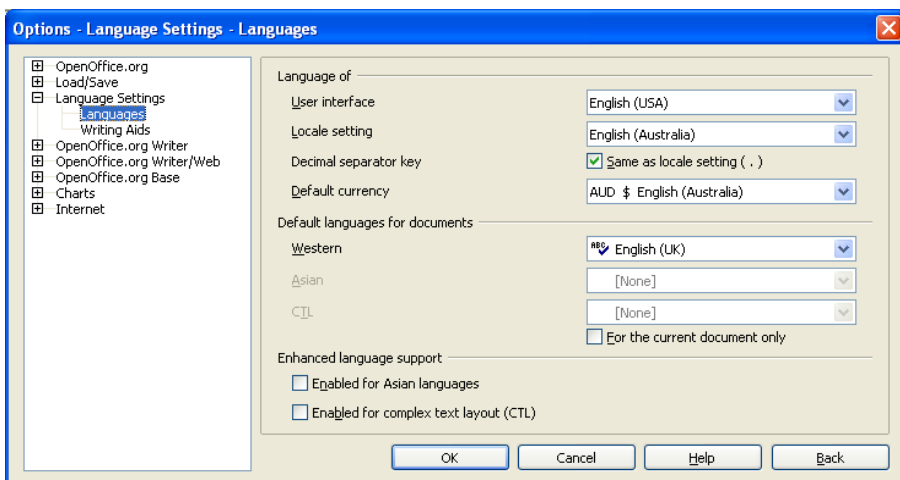 Options - Language Settings - Languages
OpenOffice.org
Load/Save
Language Settings
Languages
Writing Aids
OpenOffice.org Writer
OpenOffice.org Writer/Web
OpenOffice.org Base
Charts
Internet
Language of
User interface English (USA)
Locale setting English (Australia)
Decimal separator key Same as locale setting ( . )
Default currency AUD $ English (Australia)
Default languages for documents
Western ABC English (UK)
Asian [None]
CTL [None]
For the current document only
Enhanced language support
Enabled for Asian languages
Enabled for complex text layout (CTL)
OK Cancel Help Back